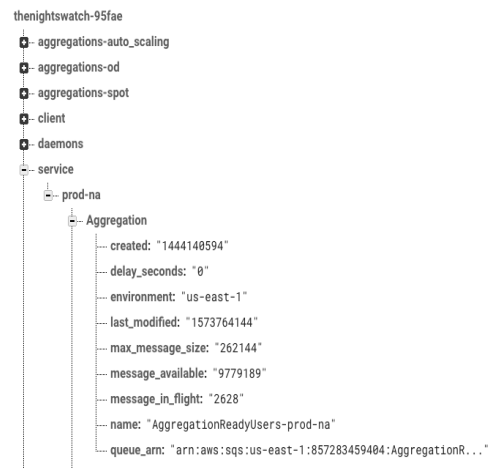 thenightswatch-95fae
aggregations-auto_scaling
aggregations-od
aggregations-spot
client
daemons
service
prod-na
Aggregation
created: "1444140594"
delay_seconds: "0"
environment: "us-east-1"
last_modified: "1573764144"
max_message_size: "262144"
message_available: "9779189"
message_in_flight: "2628"
name: "AggregationReadyUsers-prod-na"
queue_arn: "arn:aws:sqs:us-east-1:857283459404:AggregationR..."